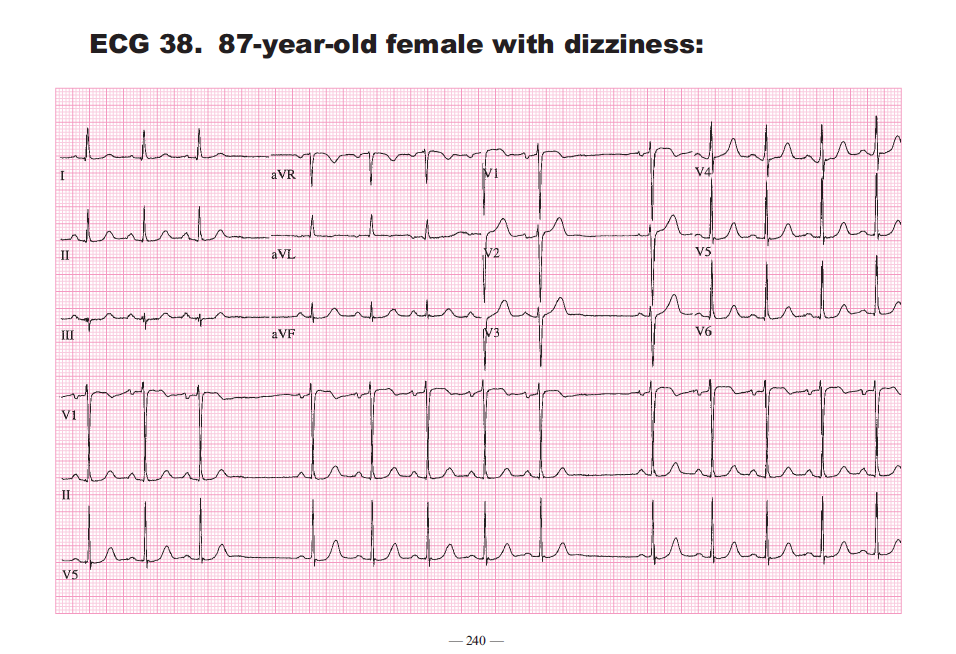 ECG 38. 87-year-old female with dizziness:
I
aVR
V1
V4
II
aVL
V2
V5
III
aVF
V3
V6
V1
II
V5
— 240 —